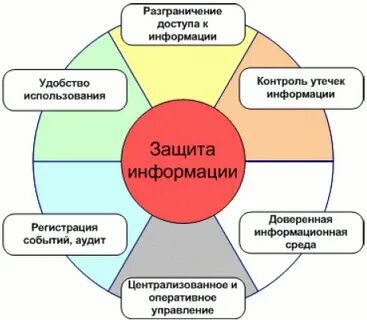 Разграничение
доступа к
информации
Удобство
использования
Контроль утечек
информации
Защита
информации
Регистрация
событий, аудит
Доверенная
информационная
среда
Централизованное и
оперативное
управление